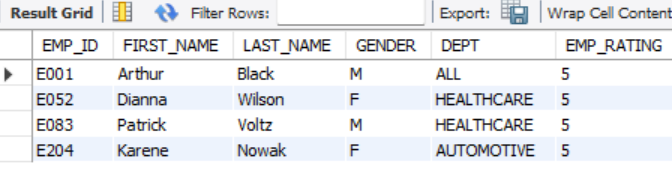 Result Grid Filter Rows: Export: Wrap Cell Content
EMP_ID FIRST_NAME LAST_NAME GENDER DEPT EMP_RATING
E001 Arthur Black M ALL 5
E052 Dianna Wilson F HEALTHCARE 5
E083 Patrick Voltz M HEALTHCARE 5
E204 Karene Nowak F AUTOMOTIVE 5